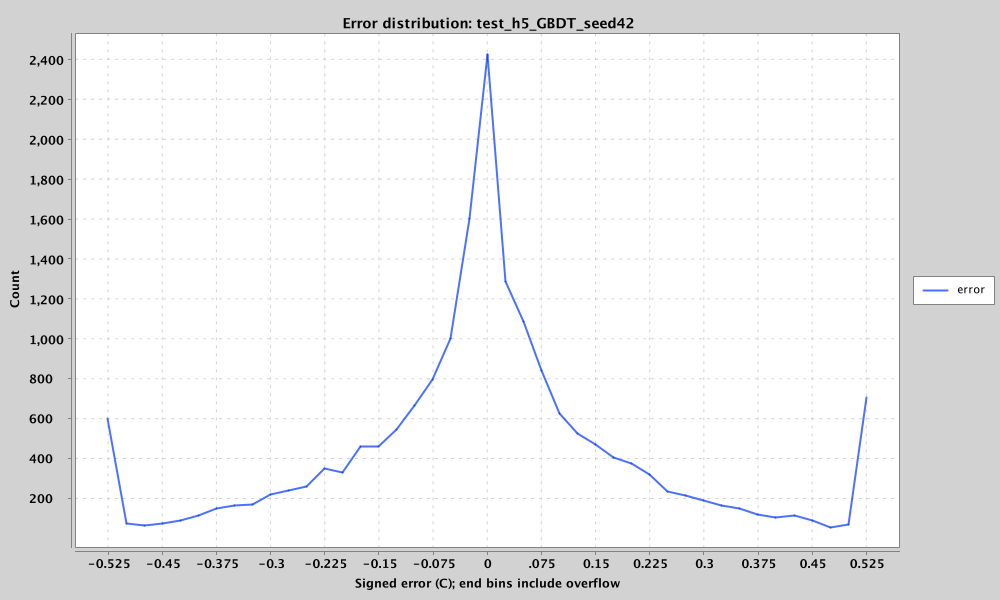 Error distribution: test_h5_GBDT_seed42
Count
2,400
2,200
2,000
1,800
1,600
1,400
1,200
1,000
800
600
400
200
-0.525 -0.45 -0.375 -0.3 -0.225 -0.15 -0.075 0 .075 0.15 0.225 0.3 0.375 0.45 0.525
Signed error (C); end bins include overflow
error